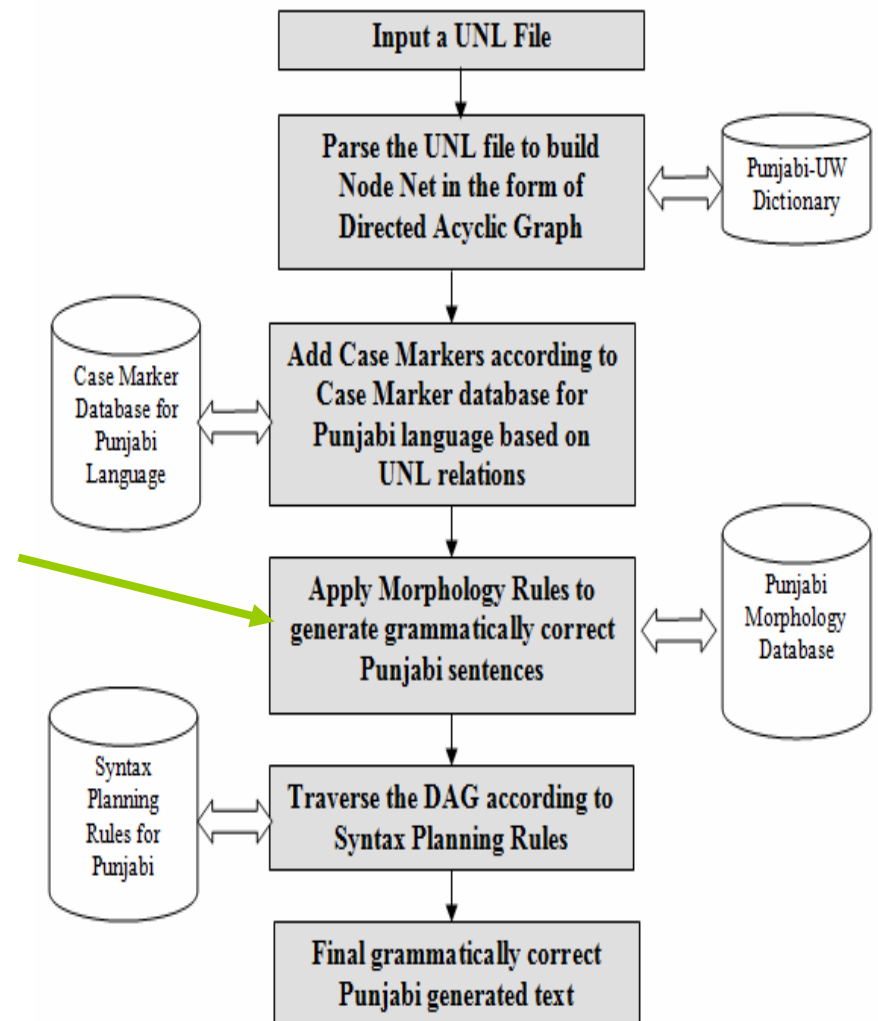 Input a UNL File
Parse the UNL file to build
Node Net in the form of
Directed Acyclic Graph
Punjabi-UW
Dictionary
Case Marker
Database for
Punjabi
Language
Add Case Markers according to
Case Marker database for
Punjabi language based on
UNL relations
Apply Morphology Rules to
generate grammatically correct
Punjabi sentences
Punjabi
Morphology
Database
Syntax
Planning
Rules for
Punjabi
Traverse the DAG according to
Syntax Planning Rules
Final grammatically correct
Punjabi generated text